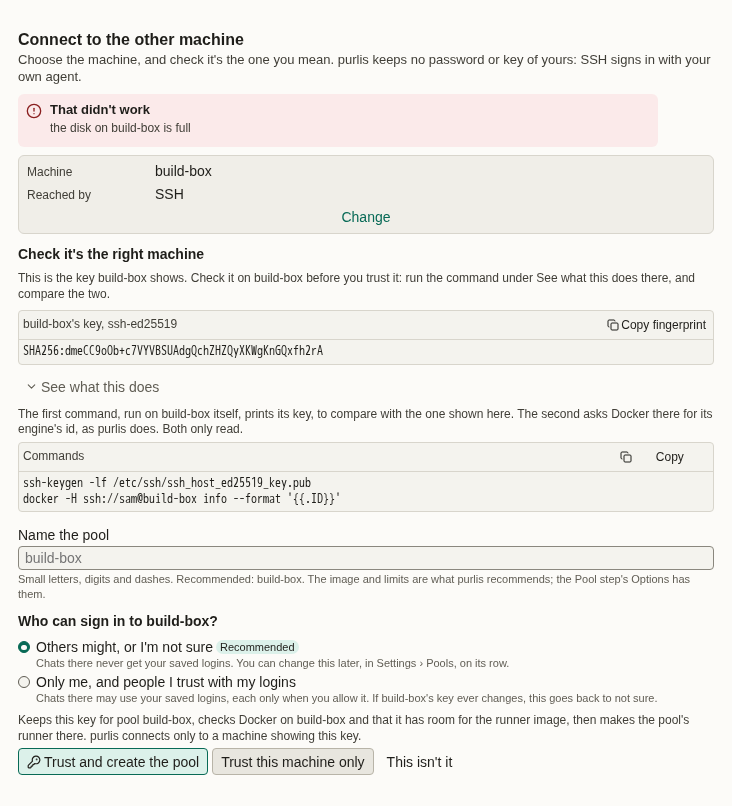 Connect to the other machine
Choose the machine, and check it's the one you mean. purlis keeps no password or key of yours: SSH signs in with your
own agent.
That didn't work
the disk on build-box is full
Machine build-box
Reached by SSH
Change
Check it's the right machine
This is the key build-box shows. Check it on build-box before you trust it: run the command under See what this does there, and
compare the two.
build-box's key, ssh-ed25519 Copy fingerprint
SHA256:dmeCC9oOb+c7VYVBSUAdgQchZHZQyXKWgKnGQxfh2rA
See what this does
The first command, run on build-box itself, prints its key, to compare with the one shown here. The second asks Docker there for its
engine's id, as purlis does. Both only read.
Commands Copy
ssh-keygen -lf /etc/ssh/ssh_host_ed25519_key.pub
docker -H ssh://sam@build-box info --format '{{.ID}}'
Name the pool
build-box
Small letters, digits and dashes. Recommended: build-box. The image and limits are what purlis recommends; the Pool step's Options has
them.
Who can sign in to build-box?
Others might, or I'm not sure Recommended
Chats there never get your saved logins. You can change this later, in Settings › Pools, on its row.
Only me, and people I trust with my logins
Chats there may use your saved logins, each only when you allow it. If build-box's key ever changes, this goes back to not sure.
Keeps this key for pool build-box, checks Docker on build-box and that it has room for the runner image, then makes the pool's
runner there. purlis connects only to a machine showing this key.
Trust and create the pool Trust this machine only This isn't it